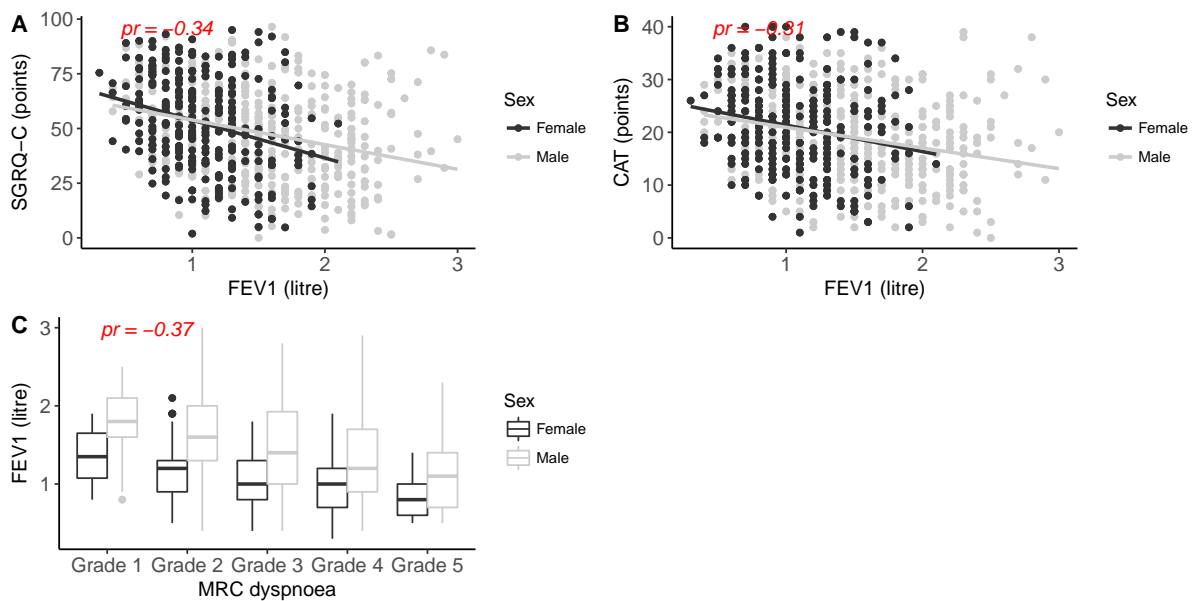 A
pr = −0.34
SGRQ−C (points)
100
75
50
25
0
1
2
3
FEV1 (litre)
Sex
Female
Male
B
pr = −0.31
CAT (points)
40
30
20
10
0
1
2
3
FEV1 (litre)
Sex
Female
Male
C
pr = −0.37
FEV1 (litre)
3
2
1
Grade 1 Grade 2 Grade 3 Grade 4 Grade 5
MRC dyspnoea
Sex
Female
Male